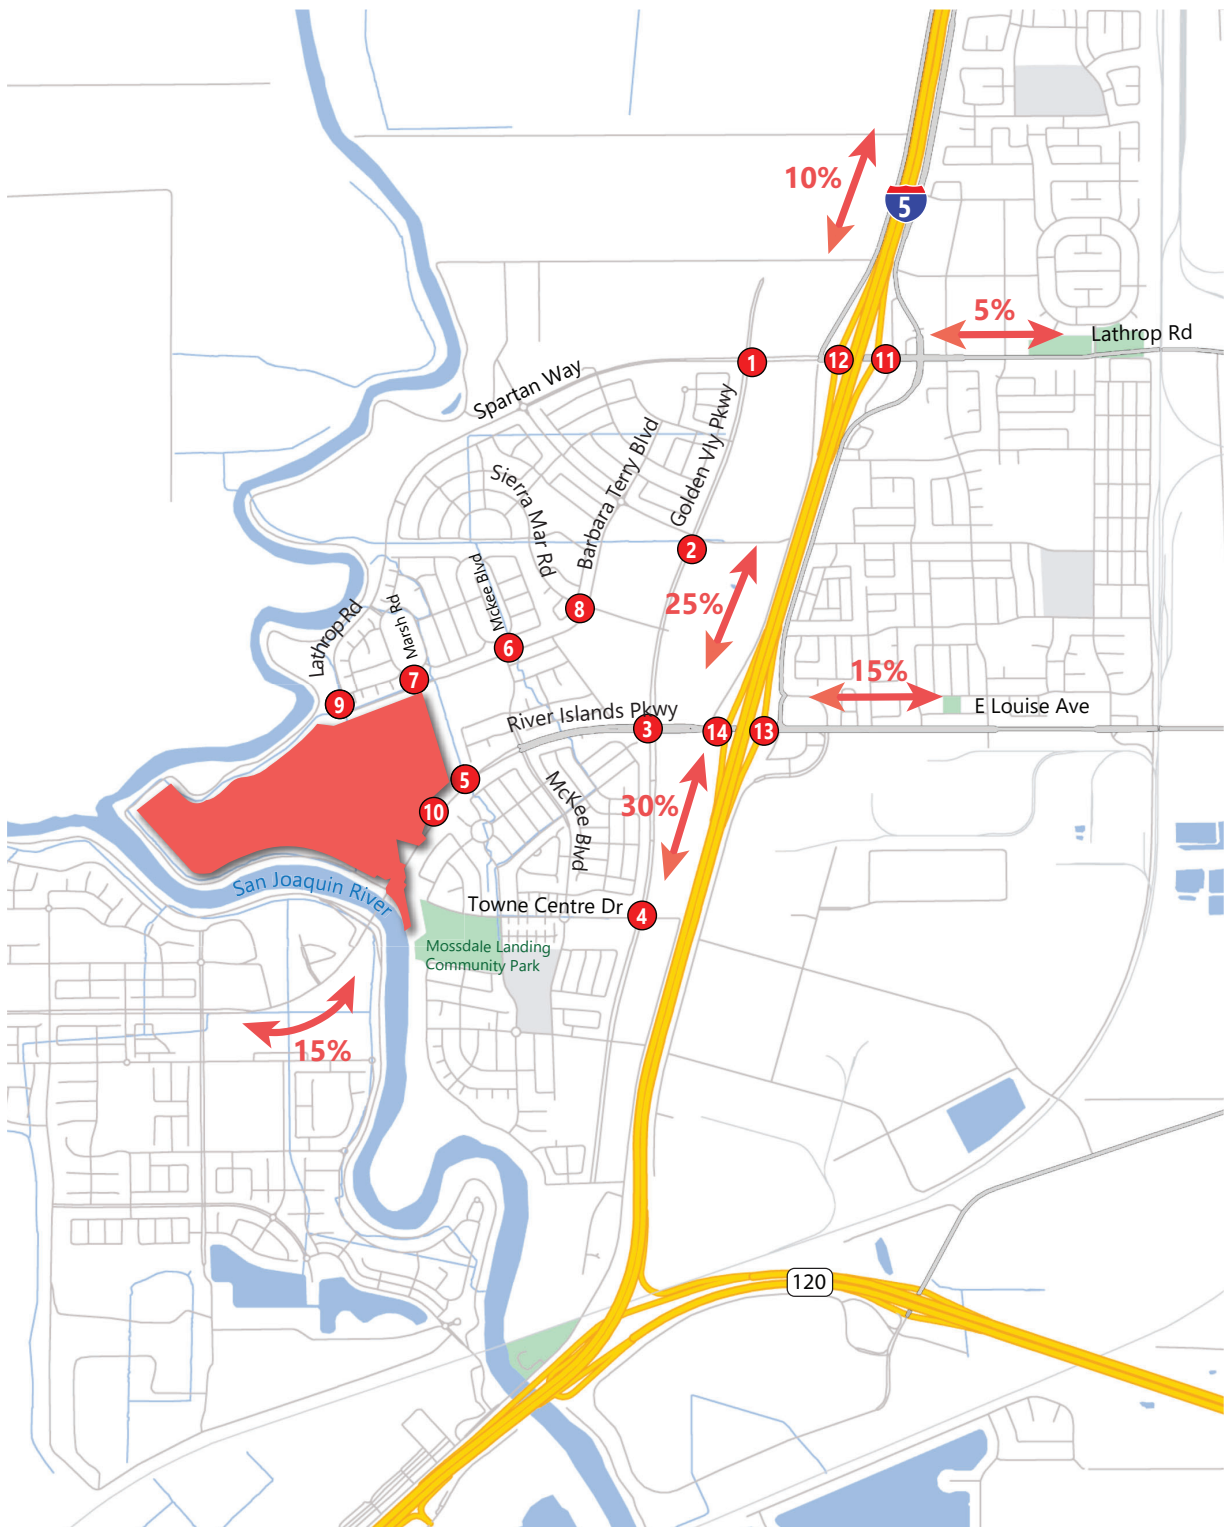 10%
5
5%
Lathrop Rd
1
12
11
Spartan Way
Golden Vly Pkwy
Barbara Terry Blvd
Sierra Mar Rd
2
Mckee Blvd
25%
Marsh Rd
8
Lathrop Rd
6
15%
7
9
E Louise Ave
River Islands Pkwy
3
14
13
5
McKee Blvd
30%
10
San Joaquin River
Towne Centre Dr
4
Mossdale Landing
Community Park
15%
120